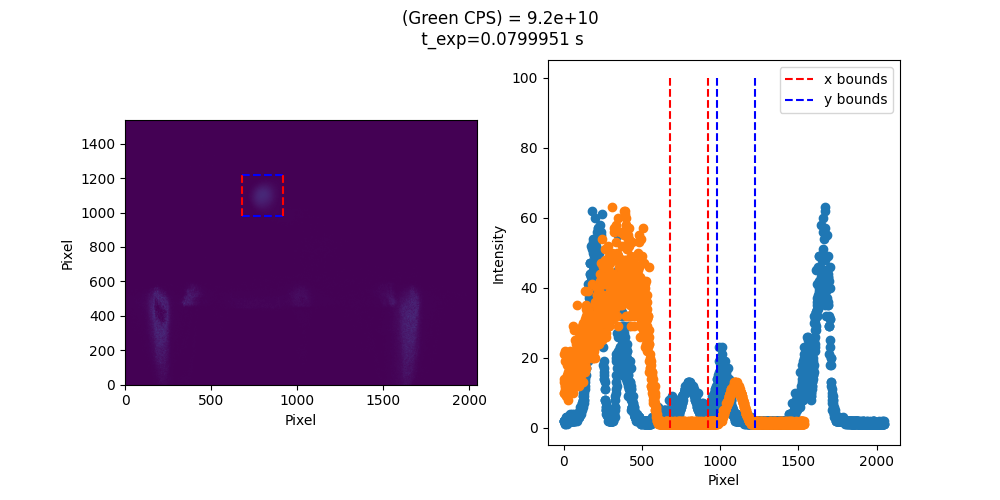 (Green CPS) = 9.2e+10
t_exp=0.0799951 s
1400
1200
1000
800
600
400
200
0
Pixel
0 500 1000 1500 2000
Pixel
100
80
60
40
20
0
Intensity
x bounds
y bounds
0 500 1000 1500 2000
Pixel